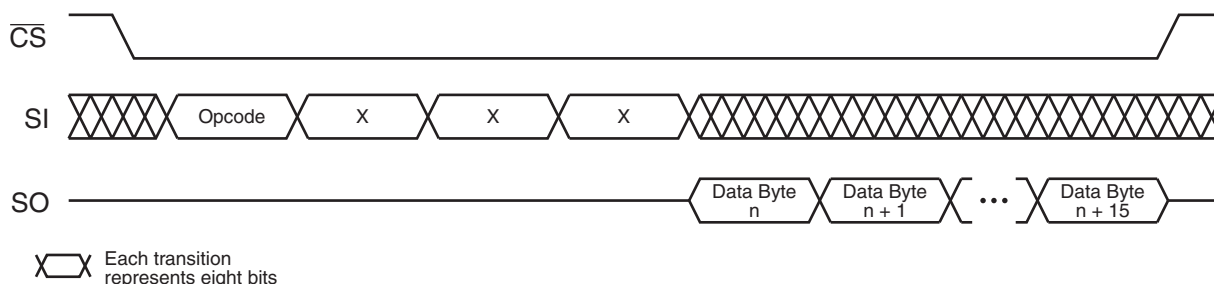 CS
SI
Opcode
X
X
X
SO
Data Byte
n
Data Byte
n + 1
•••
Data Byte
n + 15
Each transition
represents eight bits